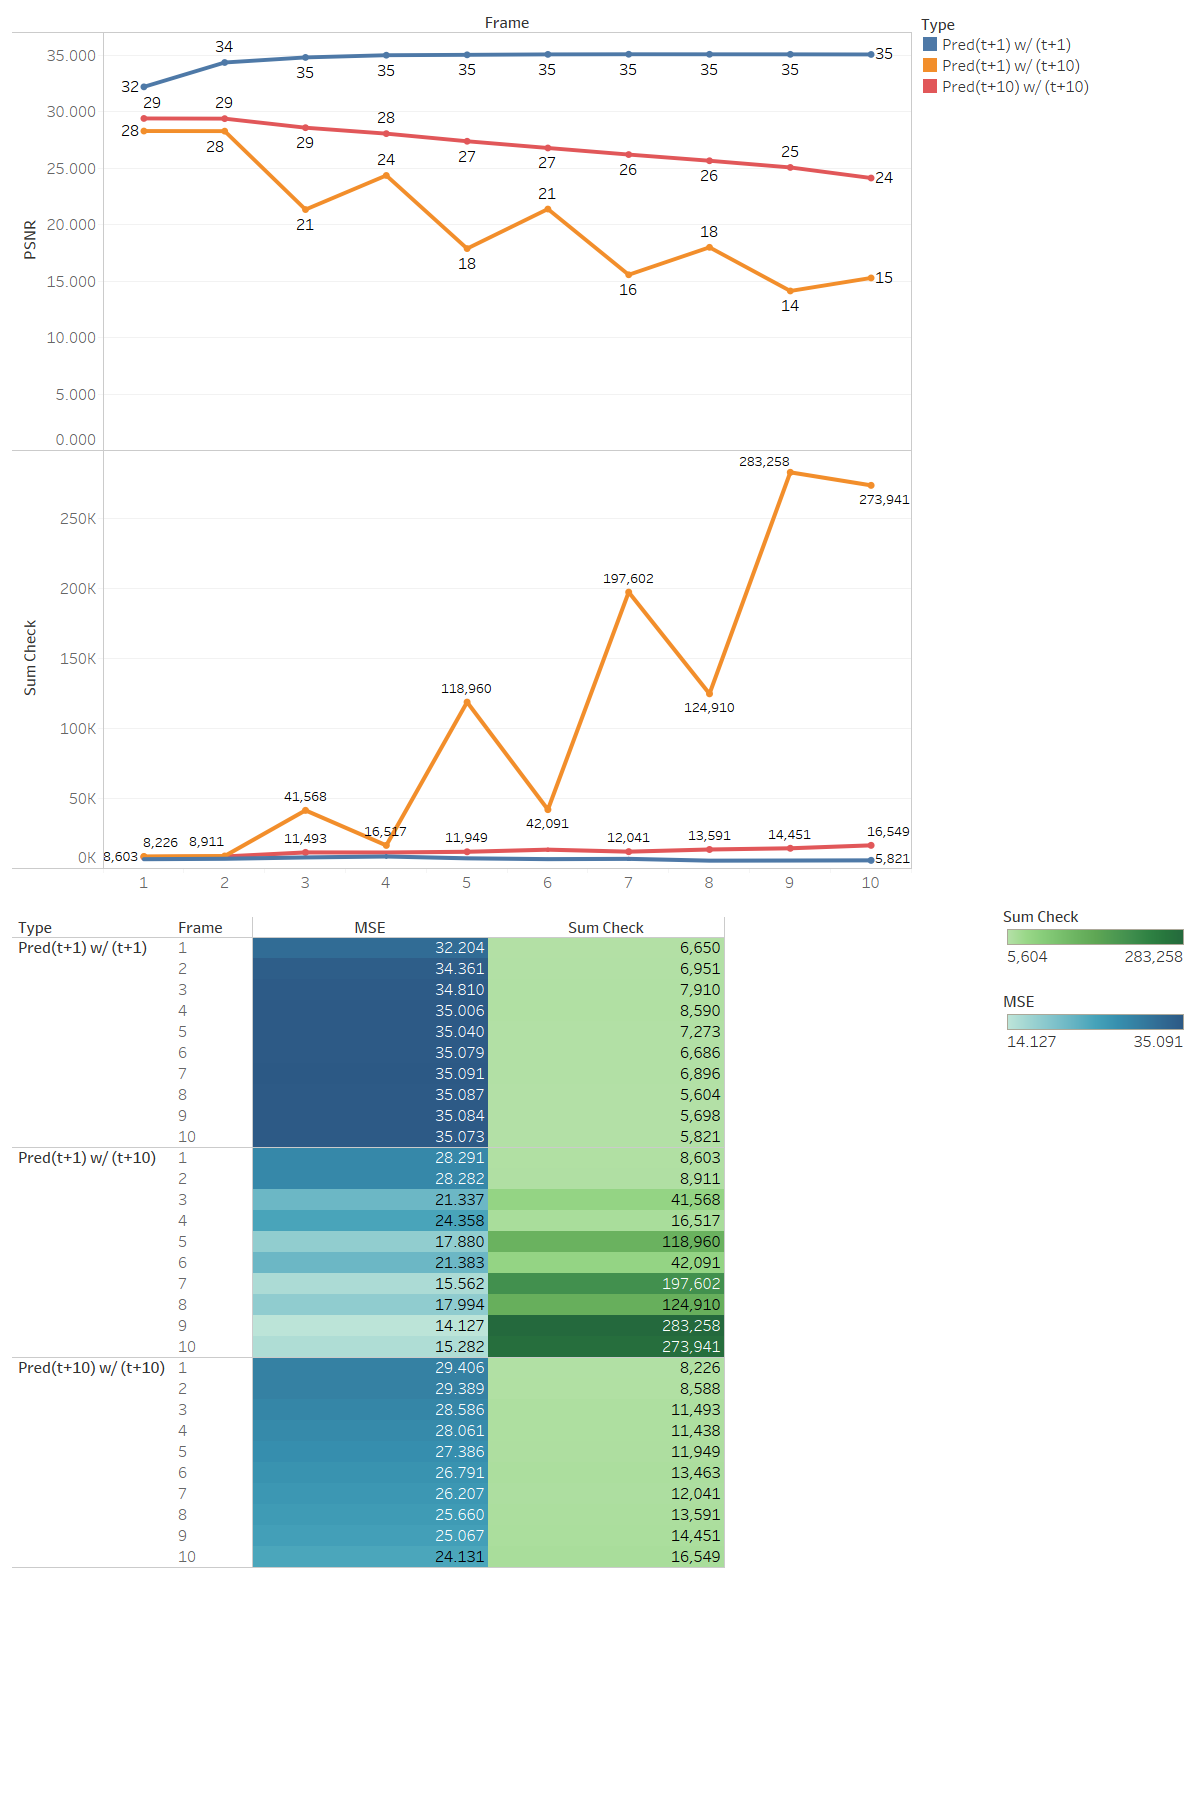 Frame
Type
Pred(t+1) w/ (t+1)
Pred(t+1) w/ (t+10)
Pred(t+10) w/ (t+10)
PSNR
35.000
30.000
25.000
20.000
15.000
10.000
5.000
0.000
32 34 35 35 35 35 35 35 35 35
29 29 29 28 27 27 26 26 25 24
28 28 21 24 18 21 16 18 14 15
Sum Check
250K
200K
150K
100K
50K
0K
283,258
273,941
197,602
118,960
124,910
41,568
42,091
8,603 8,226 8,911 11,493 16,517 11,949 12,041 13,591 14,451 16,549
5,821
1 2 3 4 5 6 7 8 9 10
Type Frame MSE Sum Check
Pred(t+1) w/ (t+1) 1 32.204 6,650
2 34.361 6,951
3 34.810 7,910
4 35.006 8,590
5 35.040 7,273
6 35.079 6,686
7 35.091 6,896
8 35.087 5,604
9 35.084 5,698
10 35.073 5,821
Pred(t+1) w/ (t+10) 1 28.291 8,603
2 28.282 8,911
3 21.337 41,568
4 24.358 16,517
5 17.880 118,960
6 21.383 42,091
7 15.562 197,602
8 17.994 124,910
9 14.127 283,258
10 15.282 273,941
Pred(t+10) w/ (t+10) 1 29.406 8,226
2 29.389 8,588
3 28.586 11,493
4 28.061 11,438
5 27.386 11,949
6 26.791 13,463
7 26.207 12,041
8 25.660 13,591
9 25.067 14,451
10 24.131 16,549
Sum Check
5,604 283,258
MSE
14.127 35.091